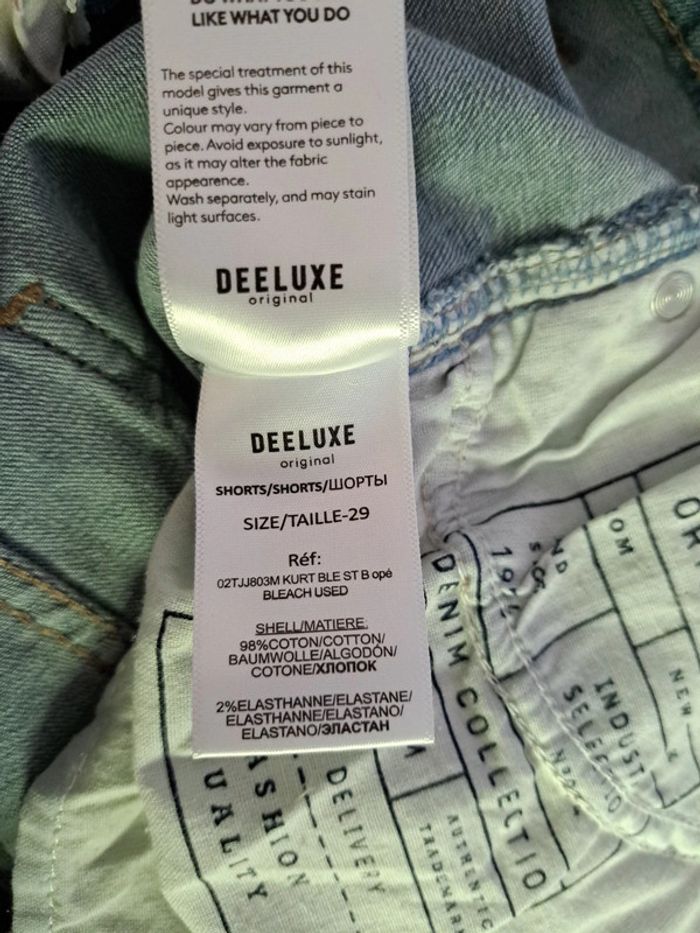 LIKE WHAT YOU DO
The special treatment of this
model gives this garment a
unique style.
Colour may vary from piece to
piece. Avoid exposure to sunlight,
as it may alter the fabric
appearence.
Wash separately, and may stain
light surfaces.
DEELUXE
original
DEELUXE
original
SHORTS/SHORTS/ШОРТЫ
SIZE/TAILLE-29
Réf:
02TJJ803M KURT BLE ST B opé
BLEACH USED
SHELL/MATIERE:
98%COTON/COTTON/
BAUMWOLLE/ALGODÓN/
COTONE/ХЛОПОК
2%ELASTHANNE/ELASTANE/
ELASTHANNE/ELASTANO/
ELASTANO/ЭЛАСТАН
DENIM COLLECTIO
DELIVERY
ASHION
UALITY
AUTHENTIC
TRADEMAR
INDUST
NEW
OM